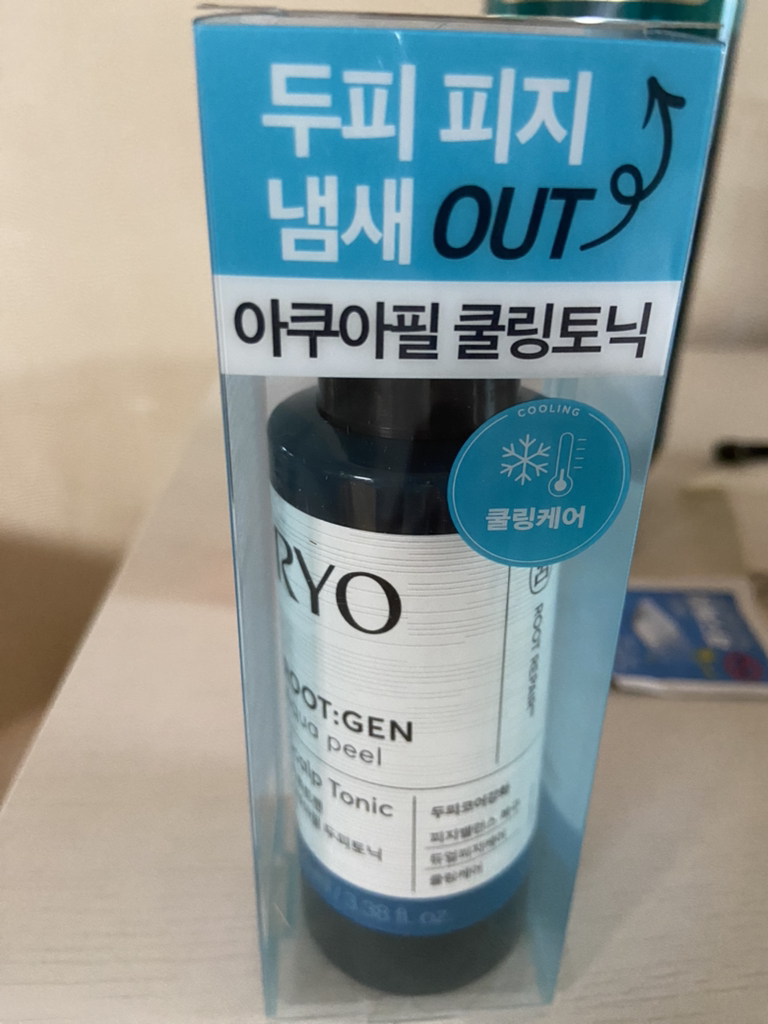 두피 피지
냄새 OUT
아쿠아필 쿨링토닉
COOLING
쿨링케어
RYO
ROOT REPAIR
OOT:GEN
ua peel
alp Tonic
두피토닉
두피코어강화
피지밸런스 복구
듀얼피지케어
쿨링케어
/ 3.38 fl. oz.